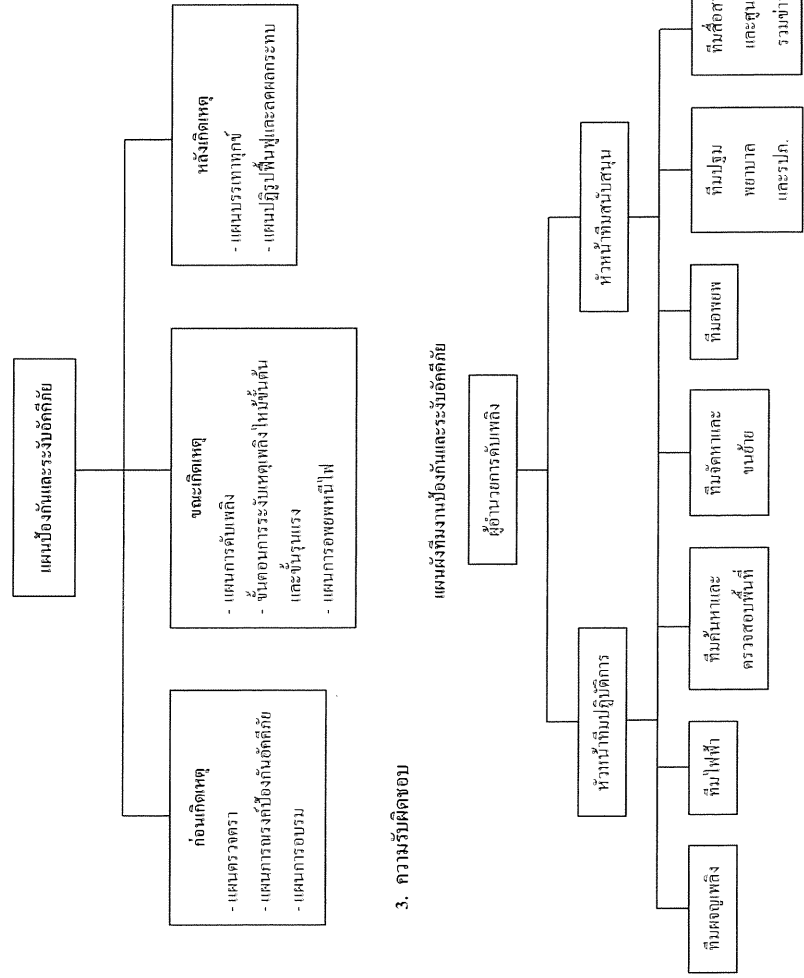 แผนป้องกันและระงับอัคคีภัย
ก่อนเกิดเหตุ
- แผนตรวจตรา
- แผนการณรงค์ป้องกันอัคคีภัย
- แผนการอบรม
ขณะเกิดเหตุ
- แผนการดับเพลิง
- ขั้นตอนการระงับเหตุเพลิงไหม้ขั้นต้น
และขั้นรุนแรง
- แผนการอพยพหนีไฟ
หลังเกิดเหตุ
- แผนบรรเทาทุกข์
- แผนปฏิรูปฟื้นฟูและลดผลกระทบ
3. ความรับผิดชอบ
แผนผังทีมงานป้องกันและระงับอัคคีภัย
ผู้อำนวยการดับเพลิง
หัวหน้าทีมปฏิบัติการ
หัวหน้าทีมสนับสนุน
ทีมผจญเพลิง
ทีมไฟฟ้า
ทีมค้นหาและ
ตรวจสอบพื้นที่
ทีมจัดหาและ
ขนย้าย
ทีมอพยพ
ทีมปฐม
พยาบาล
และรปภ.
ทีมสื่อส
และศูน
รวมข่า